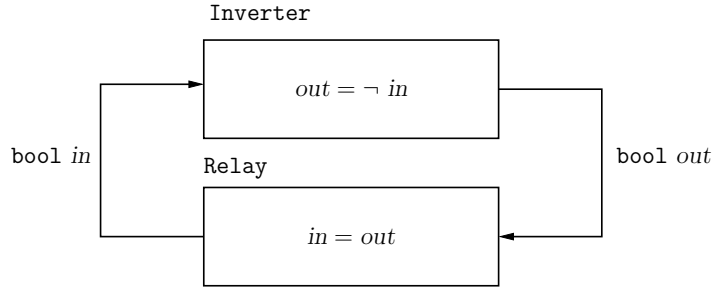 Inverter
out = ¬ in
bool in
bool out
Relay
in = out